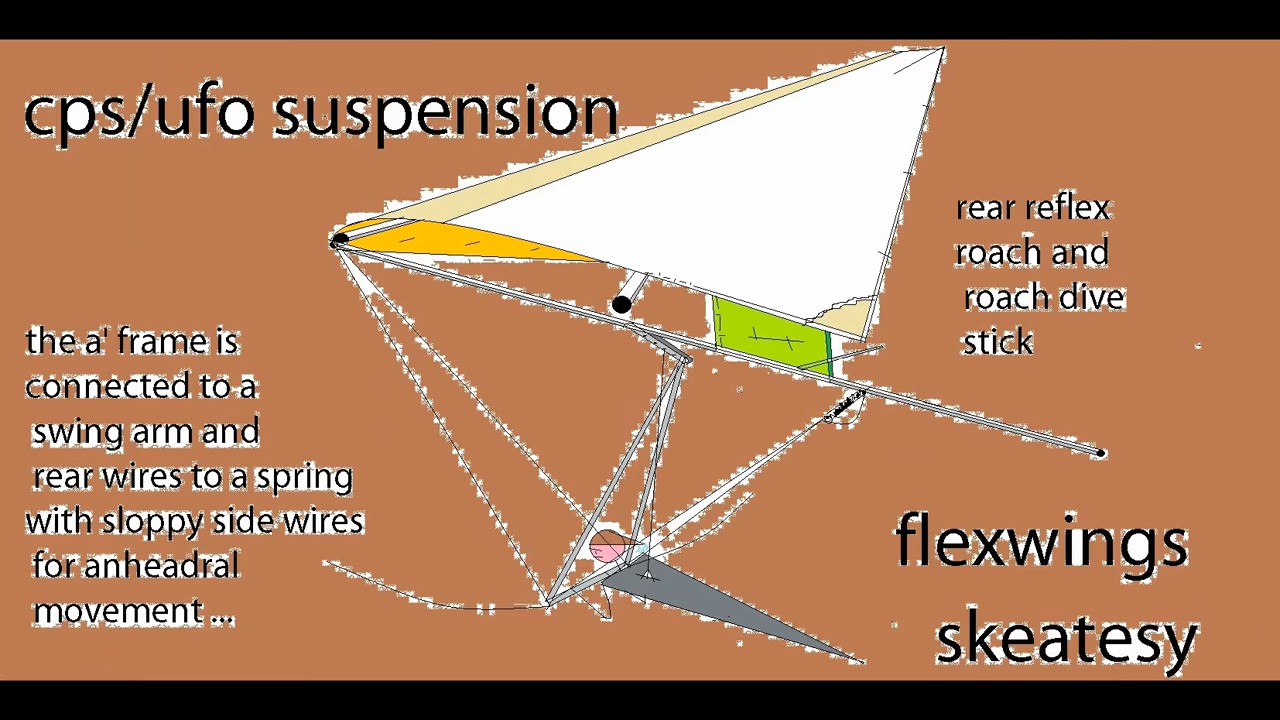 cps/ufo suspension
rear reflex
roach and
roach dive
stick
the a' frame is
connected to a
swing arm and
rear wires to a spring
with sloppy side wires
for anheadral
movement ...
flexwings
skeatesy